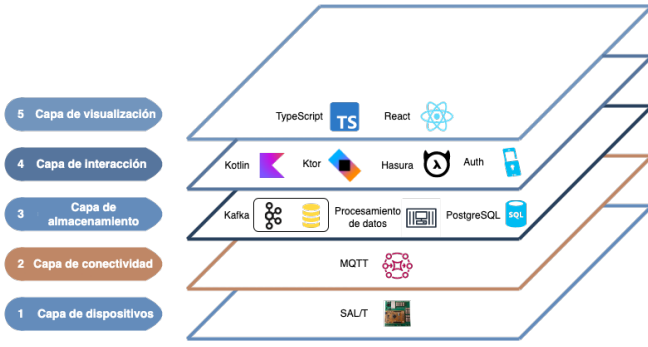 5 Capa de visualización
TypeScript
TS
React
4 Capa de interacción
Kotlin
Ktor
Hasura
λ
Auth
3 Capa de
almacenamiento
Kafka
Procesamiento
de datos
PostgreSQL
SQL
2 Capa de conectividad
MQTT
1 Capa de dispositivos
SAL/T